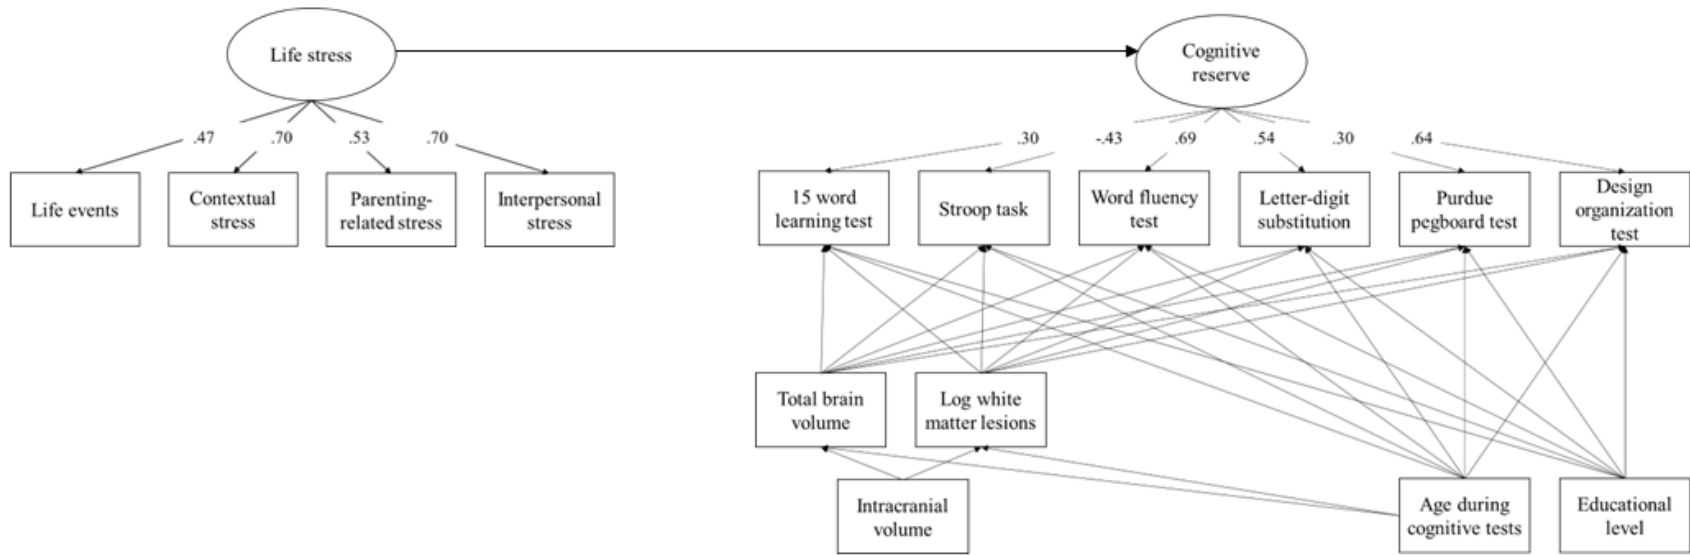 Life stress
Cognitive
reserve
.47
.70
.53
.70
.30
-.43
.69
.54
.30
.64
Life events
Contextual
stress
Parenting-
related stress
Interpersonal
stress
15 word
learning test
Stroop task
Word fluency
test
Letter-digit
substitution
Purdue
pegboard test
Design
organization
test
Total brain
volume
Log white
matter lesions
Intracranial
volume
Age during
cognitive tests
Educational
level